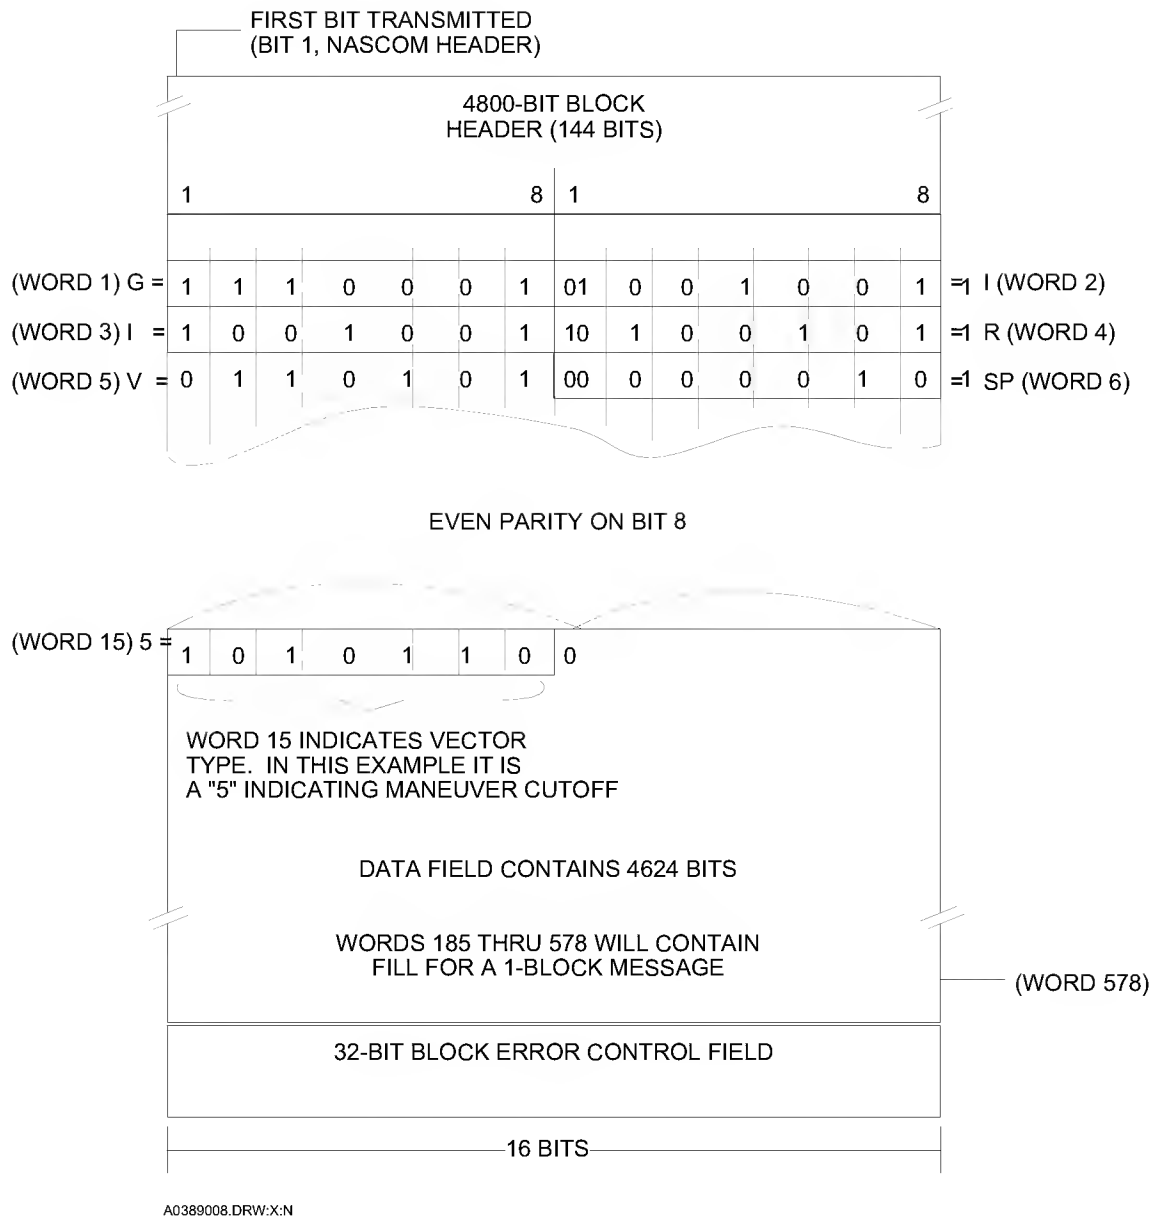 FIRST BIT TRANSMITTED
(BIT 1, NASCOM HEADER)
4800-BIT BLOCK
HEADER (144 BITS)
1 8 1 8
(WORD 1) G = 1 1 1 0 0 0 1 01 0 0 1 0 0 1 =1 I (WORD 2)
(WORD 3) I = 1 0 0 1 0 0 1 10 1 0 0 1 0 1 =1 R (WORD 4)
(WORD 5) V = 0 1 1 0 1 0 1 00 0 0 0 0 1 0 =1 SP (WORD 6)
EVEN PARITY ON BIT 8
(WORD 15) 5 = 1 0 1 0 1 1 0 0
WORD 15 INDICATES VECTOR
TYPE. IN THIS EXAMPLE IT IS
A "5" INDICATING MANEUVER CUTOFF
DATA FIELD CONTAINS 4624 BITS
WORDS 185 THRU 578 WILL CONTAIN
FILL FOR A 1-BLOCK MESSAGE
(WORD 578)
32-BIT BLOCK ERROR CONTROL FIELD
16 BITS
A0389008.DRW:X:N